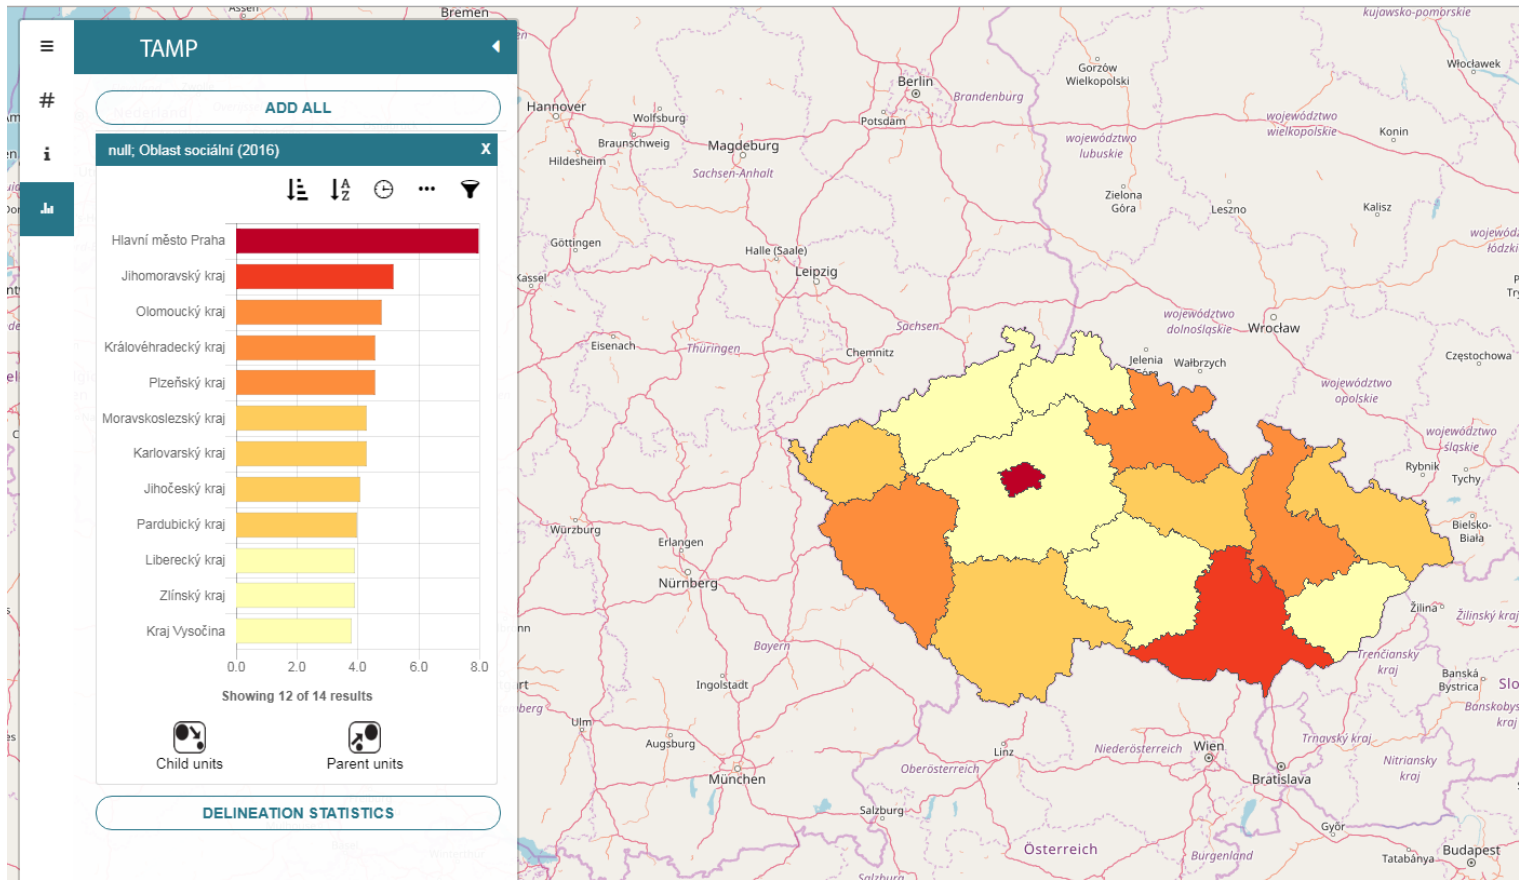 TAMP
#
i
ADD ALL
null; Oblast sociální (2016)
X
A
Z
Hlavní město Praha
Jihomoravský kraj
Olomoucký kraj
Královéhradecký kraj
Plzeňský kraj
Moravskoslezský kraj
Karlovarský kraj
Jihočeský kraj
Pardubický kraj
Liberecký kraj
Zlínský kraj
Kraj Vysočina
0.0 2.0 4.0 6.0 8.0
Showing 12 of 14 results
Child units
Parent units
DELINEATION STATISTICS
Assen
Bremen
kujawsko-pomorskie
Gorzów
Wielkopolski
Włocławek
Berlin
Brandenburg
Hannover
Wolfsburg
Potsdam
województwo
wielkopolskie
Konin
Braunschweig
Magdeburg
województwo
lubuskie
Hildesheim
Sachsen-Anhalt
Zielona
Góra
Leszno
Kalisz
Göttingen
Halle (Saale)
Kassel
Leipzig
województwo
dolnośląskie
Wrocław
Sachsen
Eisenach
Thüringen
Chemnitz
Jelenia
Góra
Wałbrzych
Częstochowa
województwo
opolskie
województwo
śląskie
Rybnik
Tychy
Würzburg
Erlangen
Bielsko-
Biała
Nürnberg
Žilina
Žilinský kraj
Bayern
Trenčiansky
kraj
Banská
Bystrica
Ingolstadt
Banskobys
kraj
Ulm
Augsburg
Linz
Niederösterreich
Wien
Trnavský kraj
Nitriansky
kraj
München
Oberösterreich
Bratislava
Salzburg
Győr
Österreich
Burgenland
Tatabánya
Budapest
Salzburg